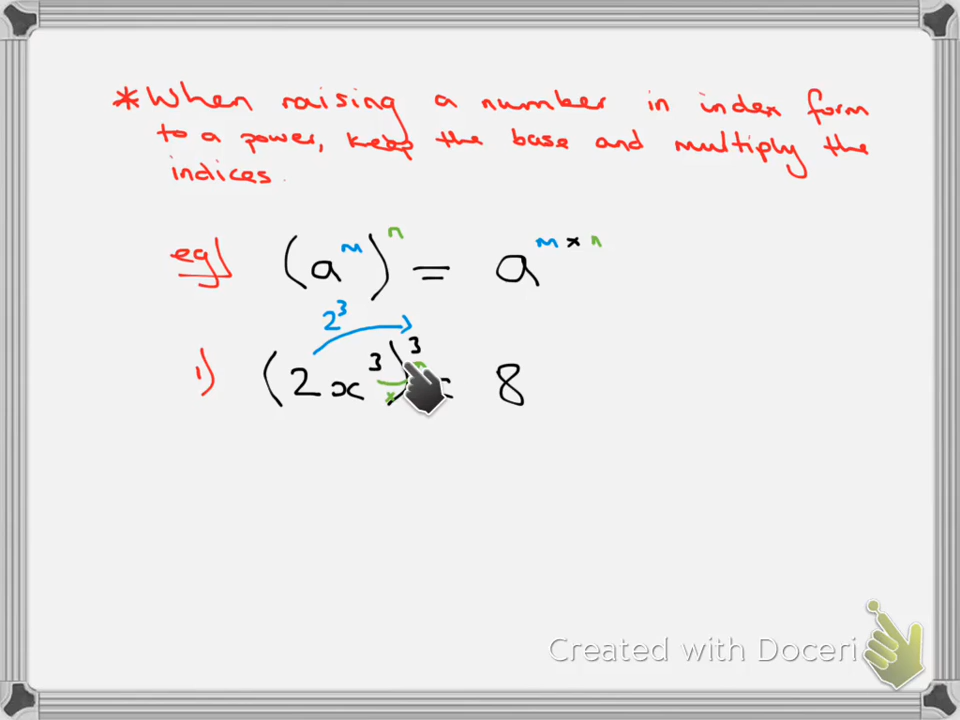 * When raising a number in index form
to a power, keep the base and multiply the
indices.
eg) (a^m)^n = a^(m × n)
2^3
1) (2x^3)^3 = 8
×
Created with Doceri